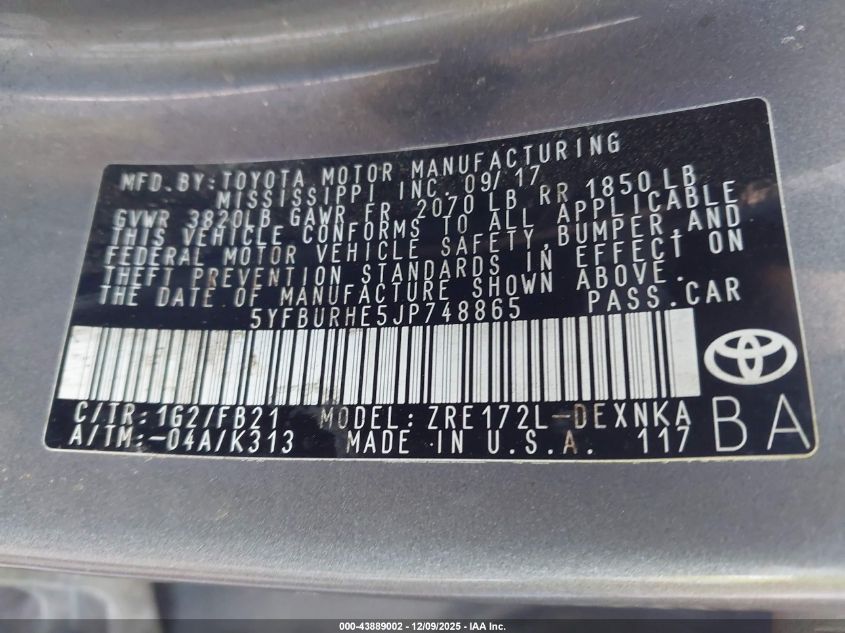 MFD.BY:TOYOTA MOTOR MANUFACTURING
MISSISSIPPI INC. 09/17
GVWR 3820LB GAWR FR 2070 LB RR 1850 LB
THIS VEHICLE CONFORMS TO ALL APPLICABLE
FEDERAL MOTOR VEHICLE SAFETY,BUMPER,AND
THEFT PREVENTION STANDARDS IN EFFECT ON
THE DATE OF MANUFACTURE SHOWN ABOVE.
5YFBURHE5JP748865 PASS.CAR
C/TR:1G2/FB21 MODEL:ZRE172L-DEXNKA
A/TM:-04A/K313 MADE IN U.S.A. 117
BA
000-43889002 - 12/09/2025 - IAA Inc.